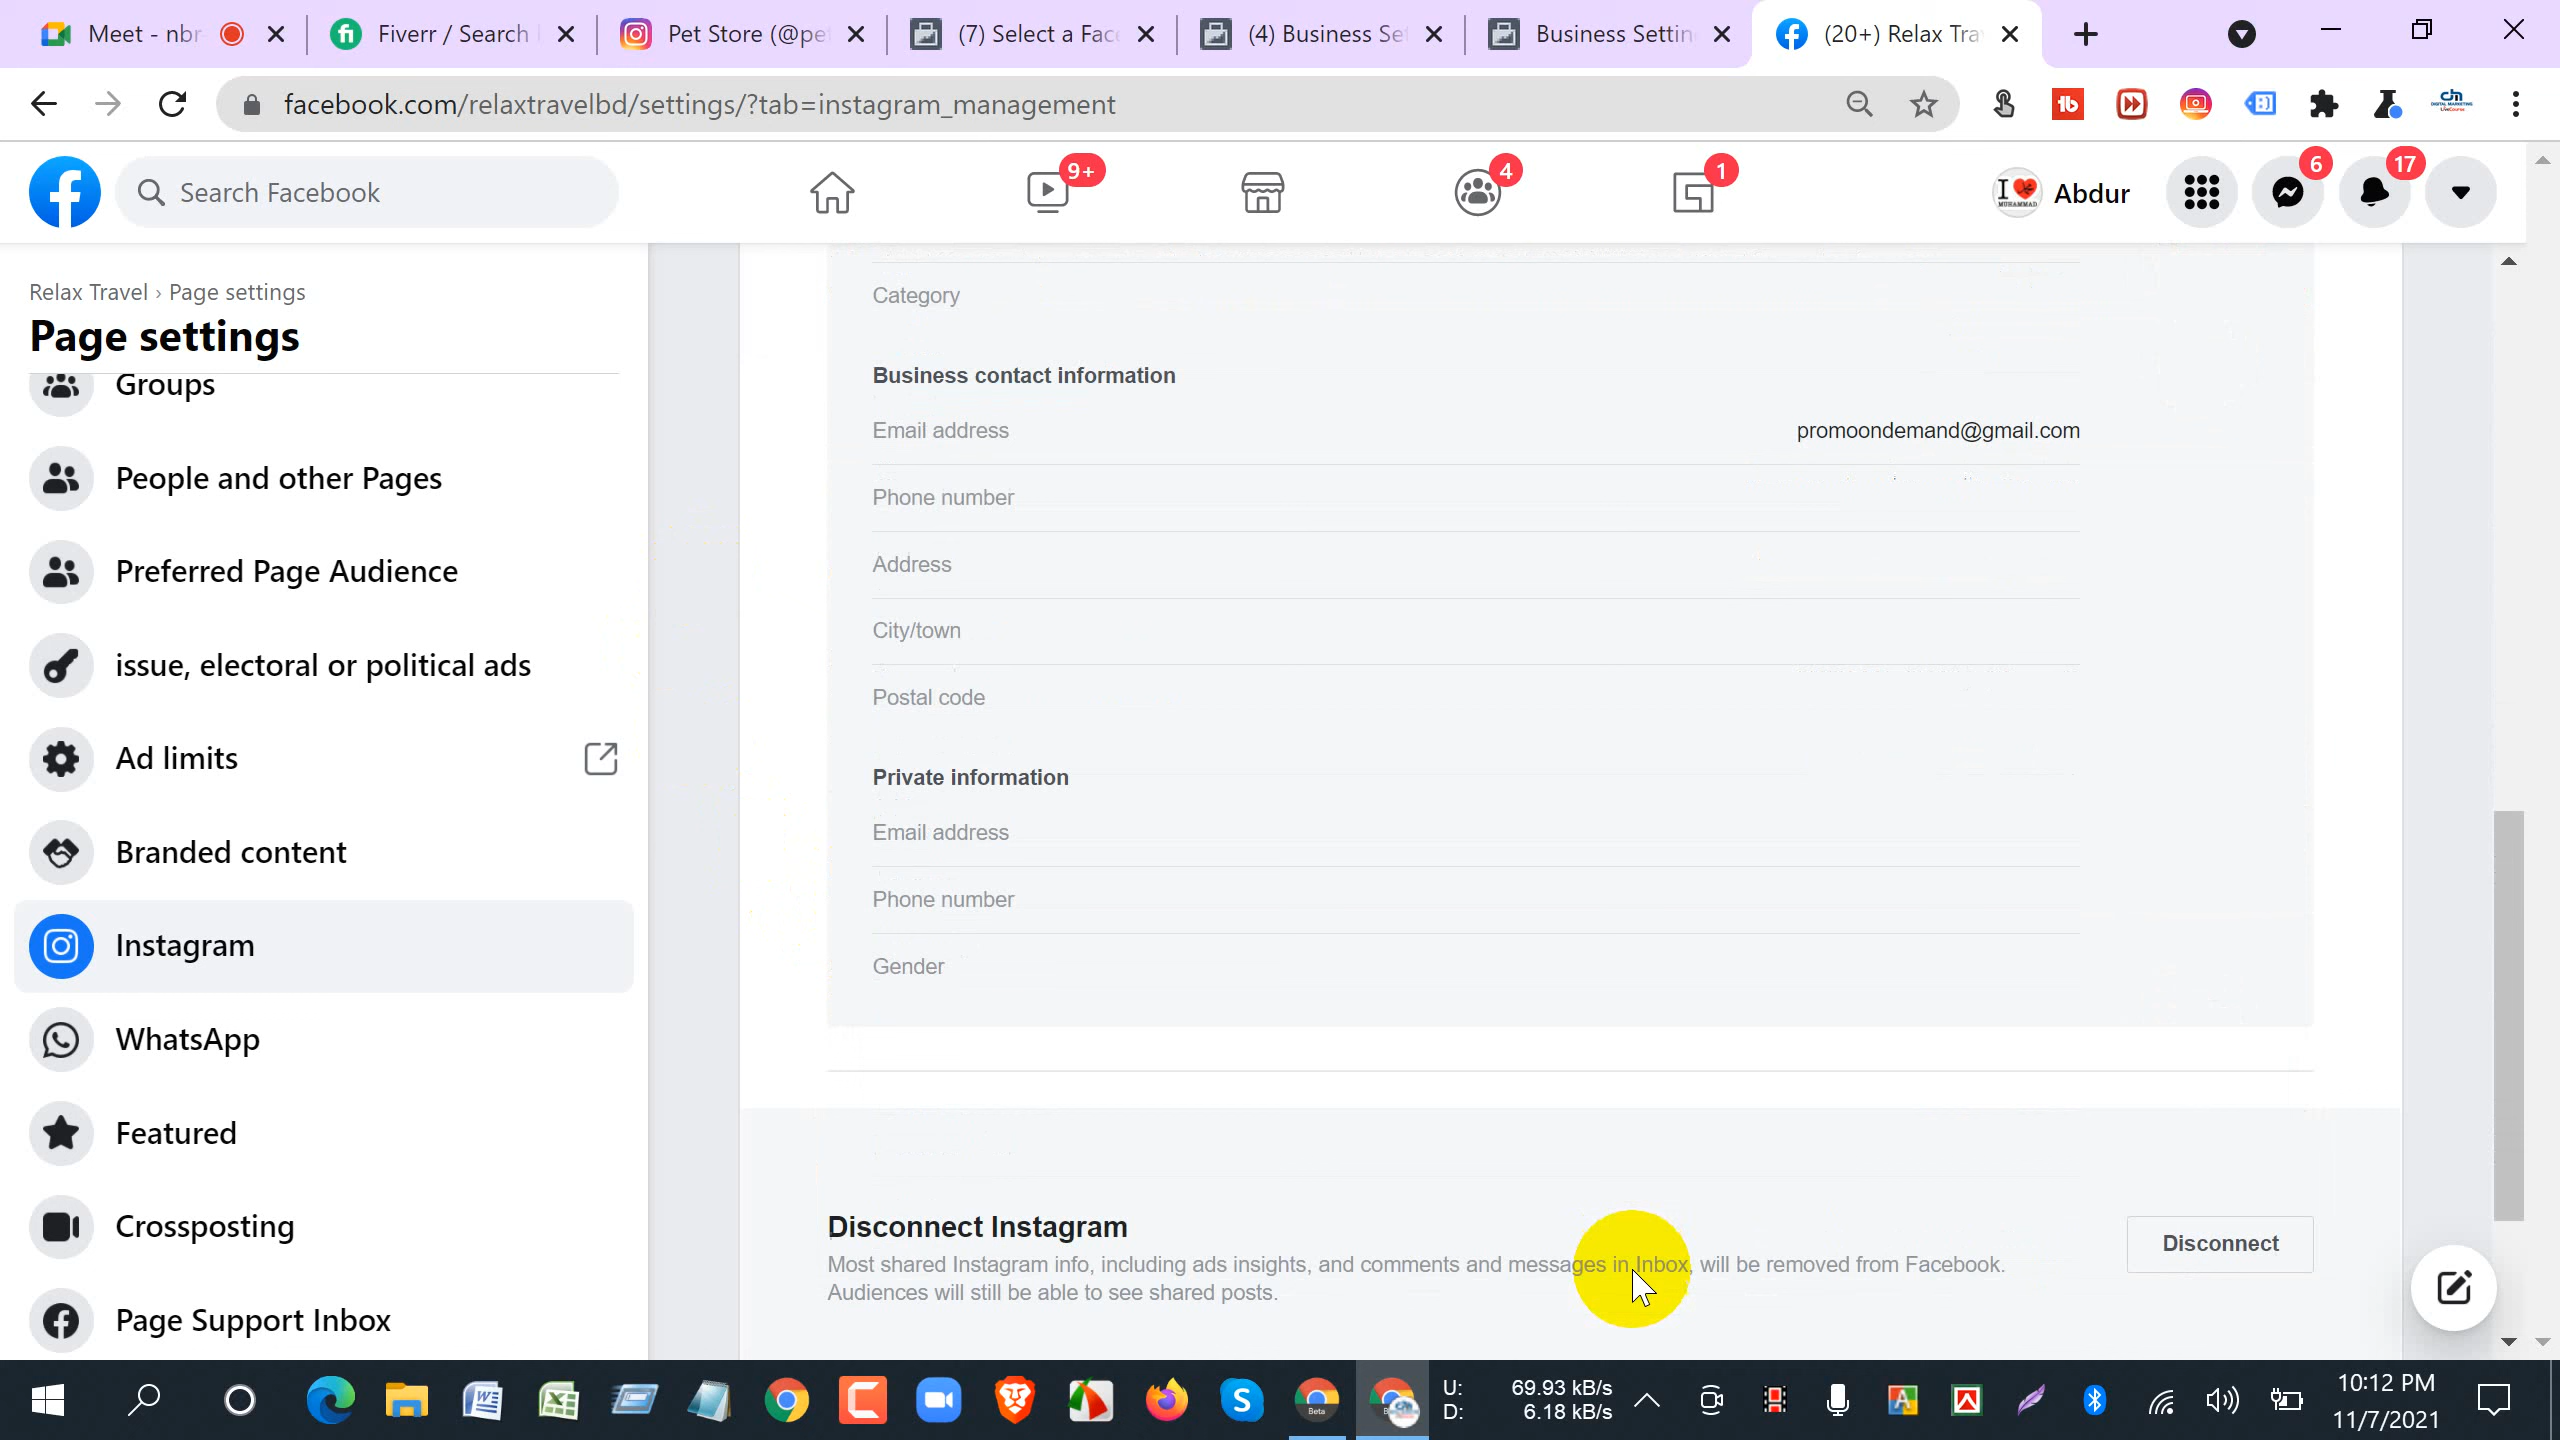 Meet - nbr
Fiverr / Search
Pet Store (@pe
(7) Select a Fac
(4) Business Se
Business Settin
(20+) Relax Tra
facebook.com/relaxtravelbd/settings/?tab=instagram_management
Search Facebook
9+
4
1
Abdur
6
17
Relax Travel › Page settings
Page settings
Groups
People and other Pages
Preferred Page Audience
issue, electoral or political ads
Ad limits
Branded content
Instagram
WhatsApp
Featured
Crossposting
Page Support Inbox
Category
Business contact information
Email address promoondemand@gmail.com
Phone number
Address
City/town
Postal code
Private information
Email address
Phone number
Gender
Disconnect Instagram
Most shared Instagram info, including ads insights, and comments and messages in Inbox, will be removed from Facebook.
Audiences will still be able to see shared posts.
Disconnect
U: 69.93 kB/s
D: 6.18 kB/s
10:12 PM
11/7/2021